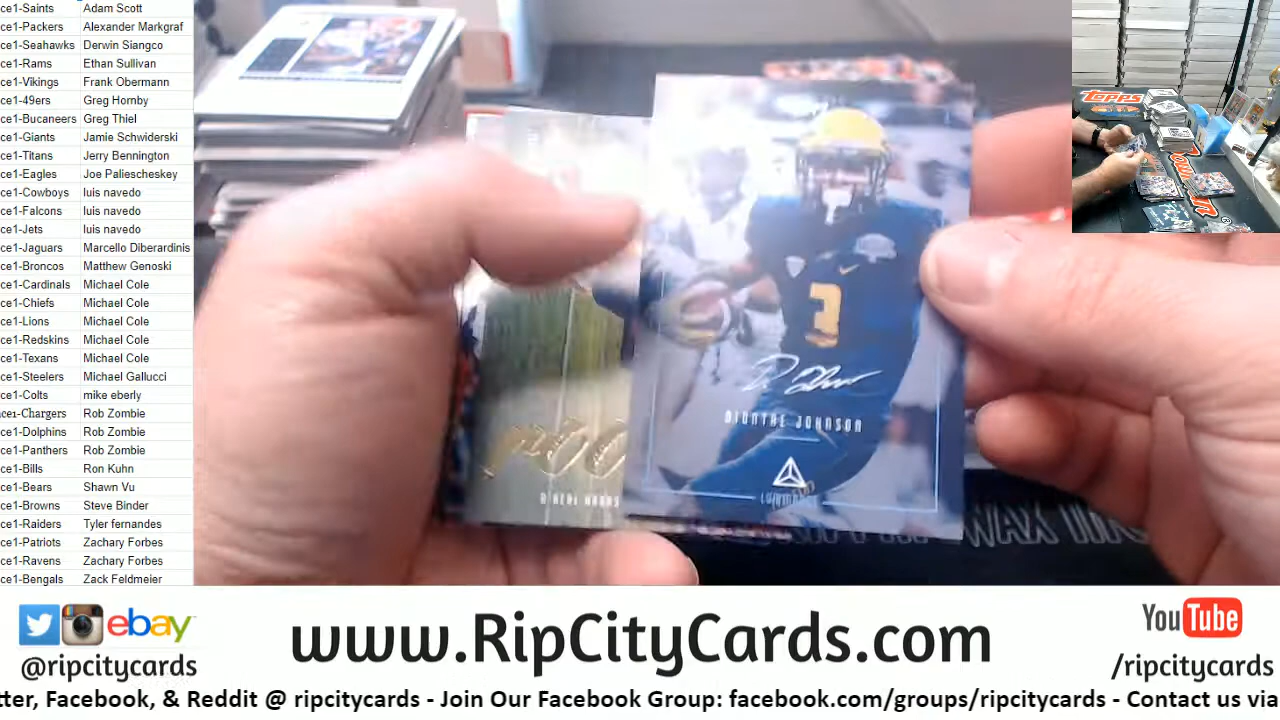 ce1-Saints Adam Scott
ce1-Packers Alexander Markgraf
ce1-Seahawks Derwin Siangco
ce1-Rams Ethan Sullivan
ce1-Vikings Frank Obermann
ce1-49ers Greg Hornby
ce1-Bucaneers Greg Thiel
ce1-Giants Jamie Schwiderski
ce1-Titans Jerry Bennington
ce1-Eagles Joe Paliescheskey
ce1-Cowboys luis navedo
ce1-Falcons luis navedo
ce1-Jets luis navedo
ce1-Jaguars Marcello Diberardinis
ce1-Broncos Matthew Genoski
ce1-Cardinals Michael Cole
ce1-Chiefs Michael Cole
ce1-Lions Michael Cole
ce1-Redskins Michael Cole
ce1-Texans Michael Cole
ce1-Steelers Michael Gallucci
ce1-Colts mike eberly
ace1-Chargers Rob Zombie
ce1-Dolphins Rob Zombie
ce1-Panthers Rob Zombie
ce1-Bills Ron Kuhn
ce1-Bears Shawn Vu
ce1-Browns Steve Binder
ce1-Raiders Tyler fernandes
ce1-Patriots Zachary Forbes
ce1-Ravens Zachary Forbes
ce1-Bengals Zack Feldmeier
topps
3
DIONTAE JOHNSON
LUMINANCE
N'KEAL HARRY
WAX
ebay
@ripcitycards
www.RipCityCards.com
YouTube
/ripcitycards
tter, Facebook, & Reddit @ ripcitycards - Join Our Facebook Group: facebook.com/groups/ripcitycards - Contact us via